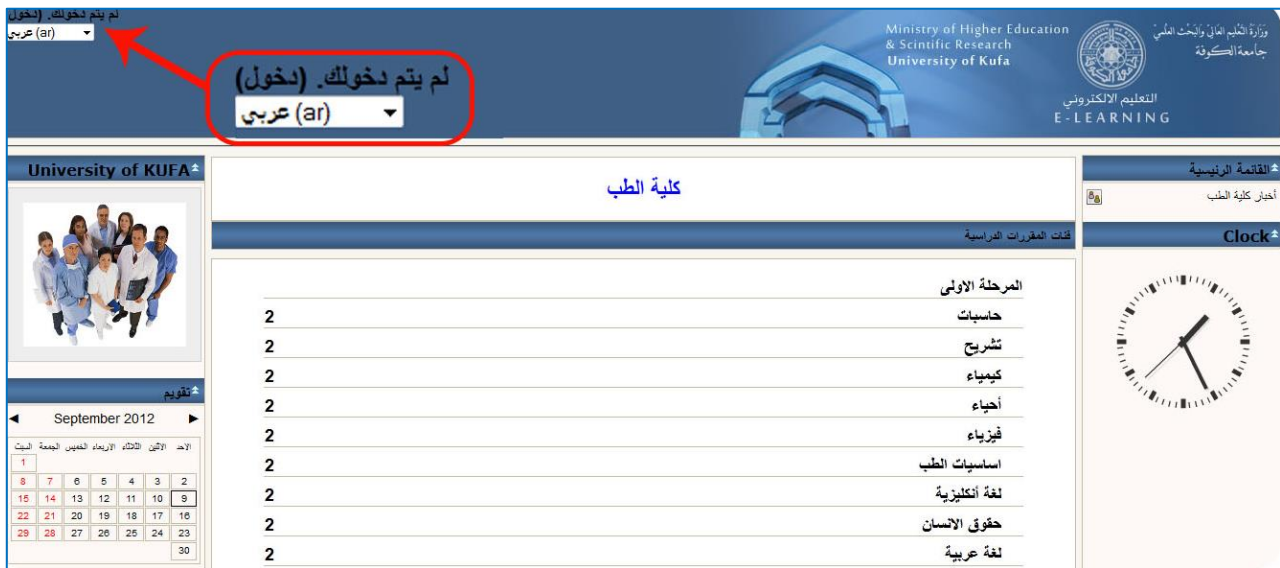 لم يتم دخولك. (دخول
عربي (ar)
لم يتم دخولك. (دخول)
عربي (ar)
Ministry of Higher Education
& Scintific Research
University of Kufa
وزارة التعليم العالي والبحث العلمي
جامعة الكوفة
التعليم الالكتروني
E-LEARNING
القائمة الرئيسية
أخبار كلية الطب
Clock
كلية الطب
فئات المقررات الدراسية
المرحلة الاولى
حاسبات 2
تشريح 2
كيمياء 2
أحياء 2
فيزياء 2
اساسيات الطب 2
لغة أنكليزية 2
حقوق الانسان 2
لغة عربية 2
University of KUFA
تقويم
◄ September 2012 ►
الاحد الاثنين الثلاثاء الاربعاء الخميس الجمعة السبت
1
2 3 4 5 6 7 8
9 10 11 12 13 14 15
16 17 18 19 20 21 22
23 24 25 26 27 28 29
30